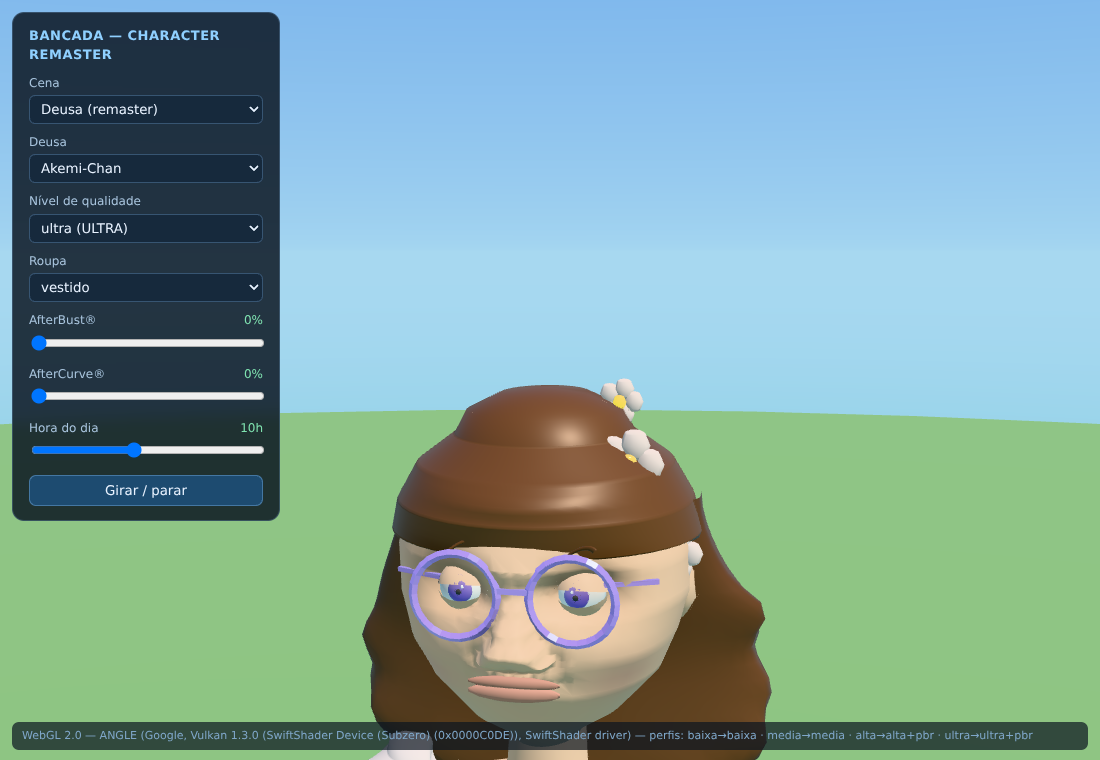 BANCADA — CHARACTER
REMASTER
Cena
Deusa (remaster)
Deusa
Akemi-Chan
Nível de qualidade
ultra (ULTRA)
Roupa
vestido
AfterBust® 0%
AfterCurve® 0%
Hora do dia 10h
Girar / parar
WebGL 2.0 — ANGLE (Google, Vulkan 1.3.0 (SwiftShader Device (Subzero) (0x0000C0DE)), SwiftShader driver) — perfis: baixa→baixa · media→media · alta→alta+pbr · ultra→ultra+pbr